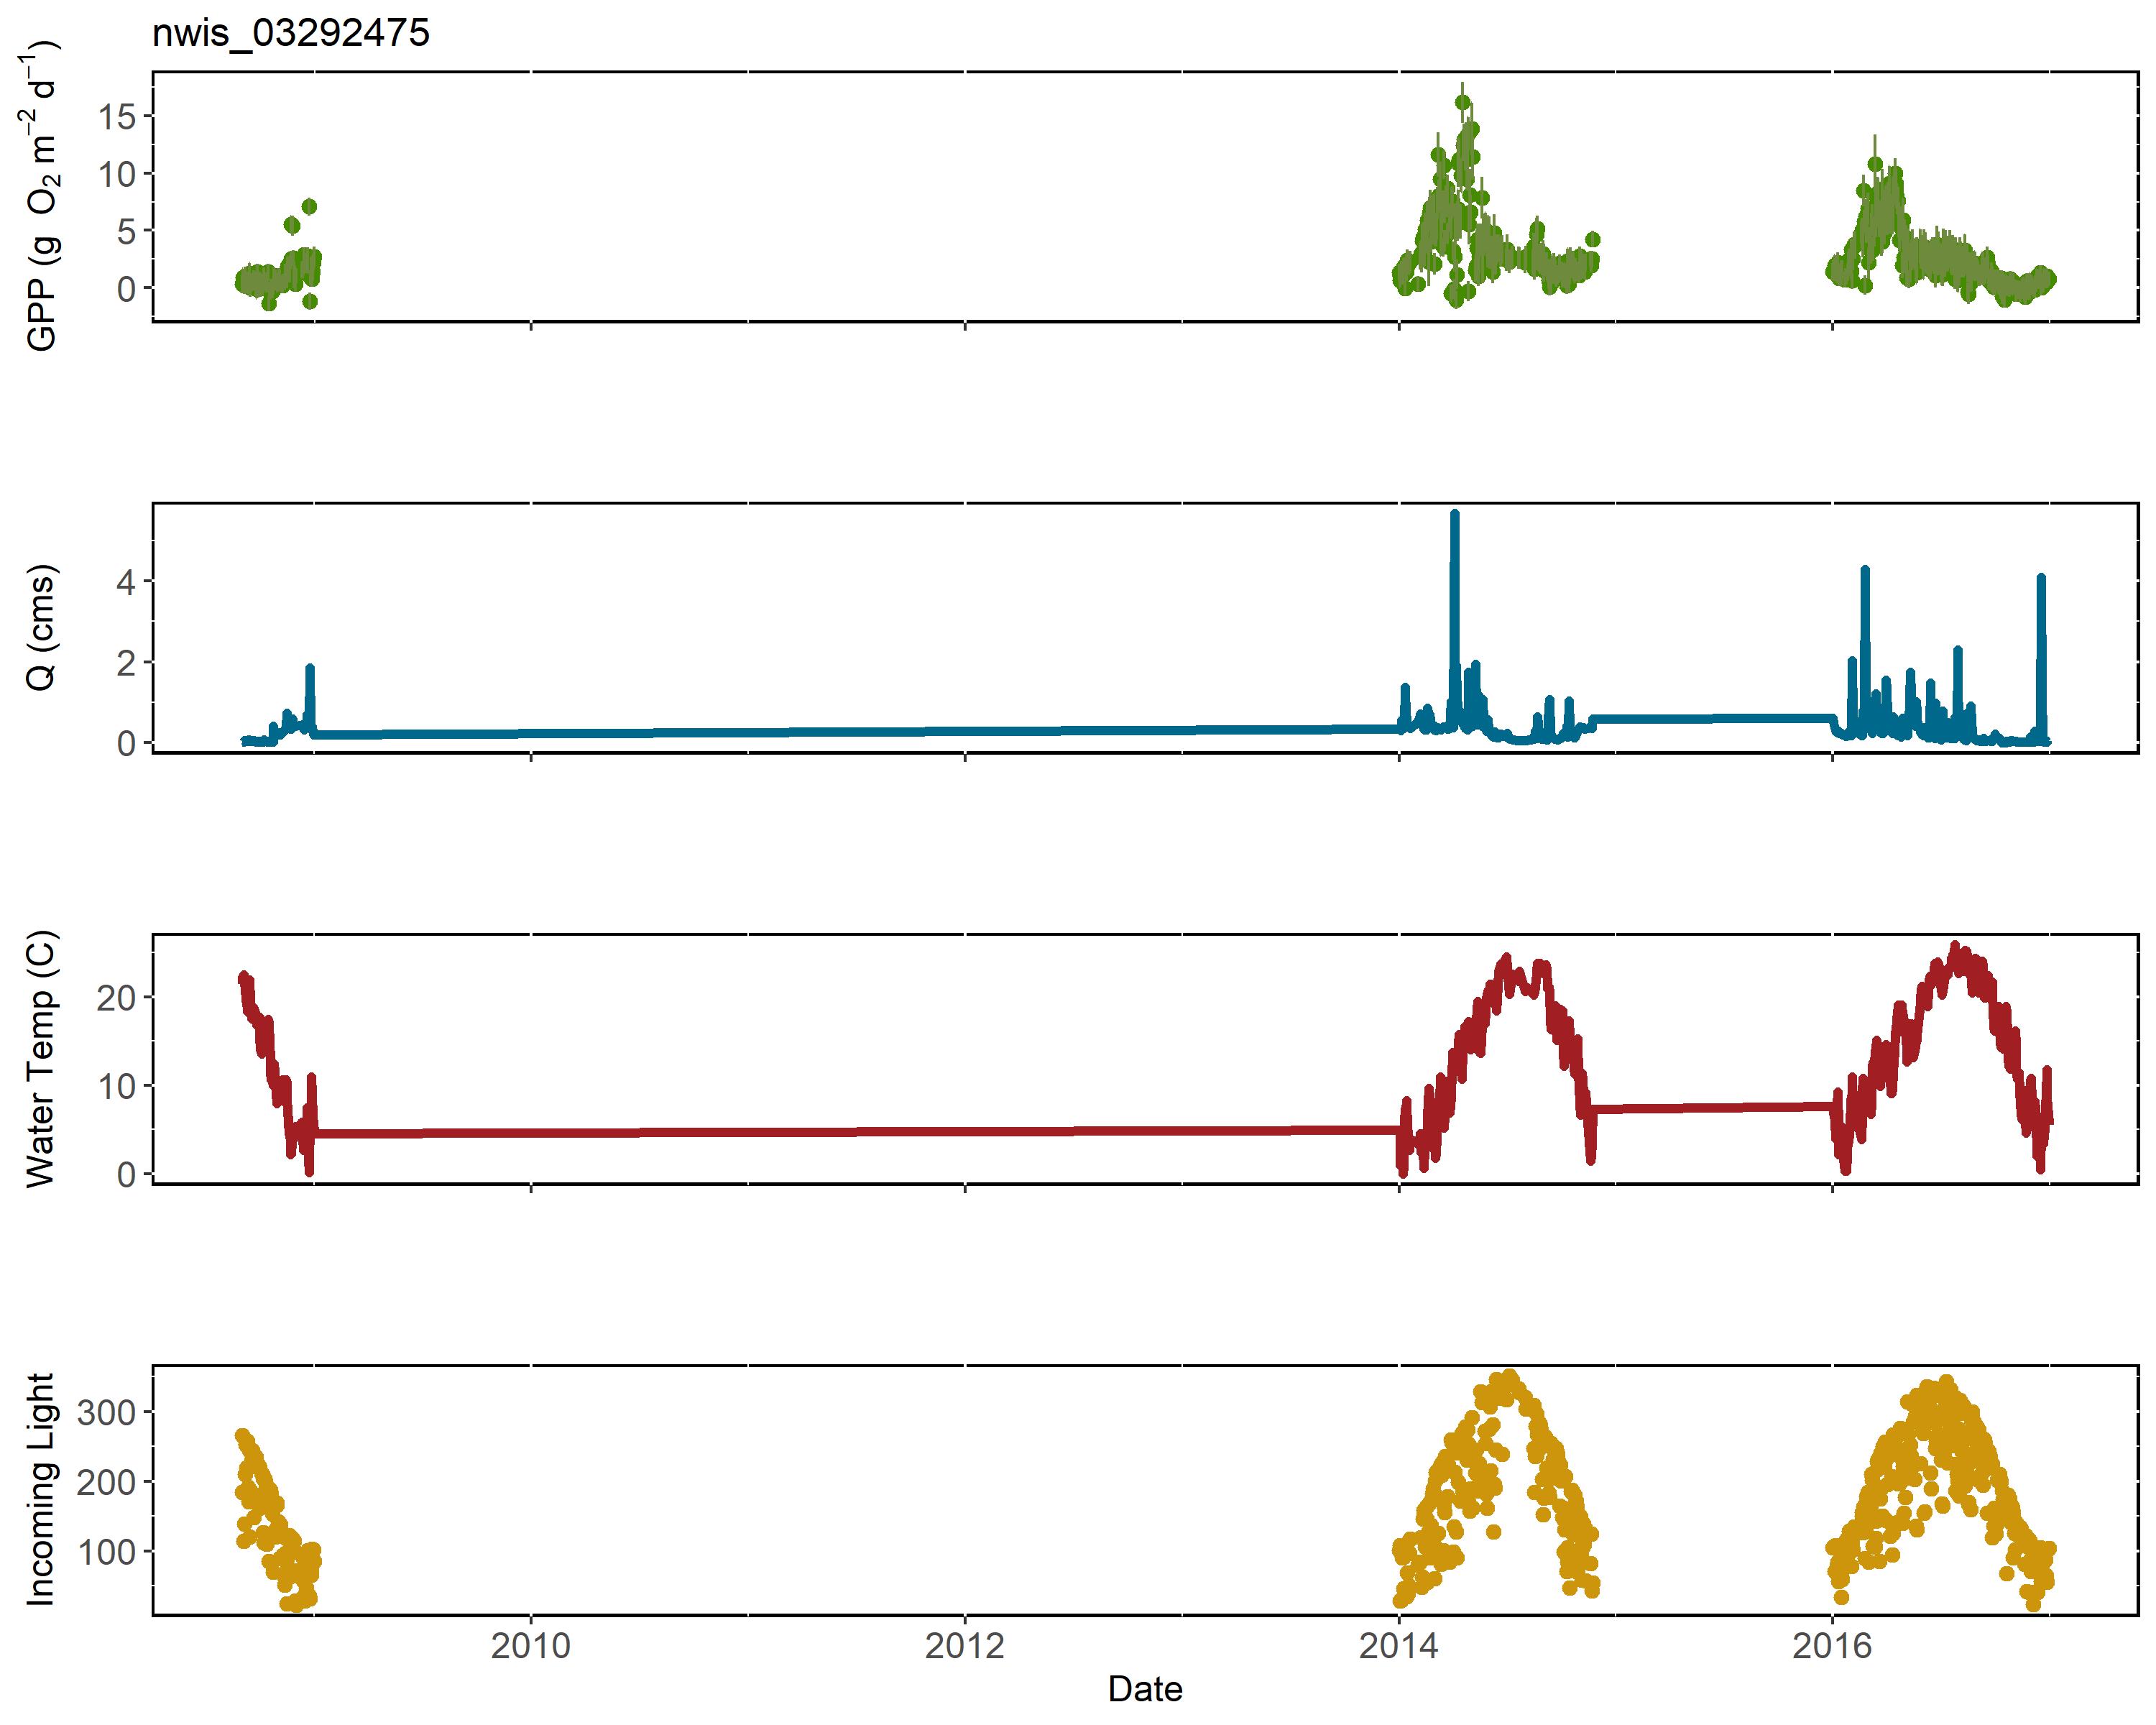 nwis_03292475
GPP (g O₂ m⁻² d⁻¹)
15
10
5
0
Q (cms)
4
2
0
Water Temp (C)
20
10
0
Incoming Light
300
200
100
2010 2012 2014 2016
Date